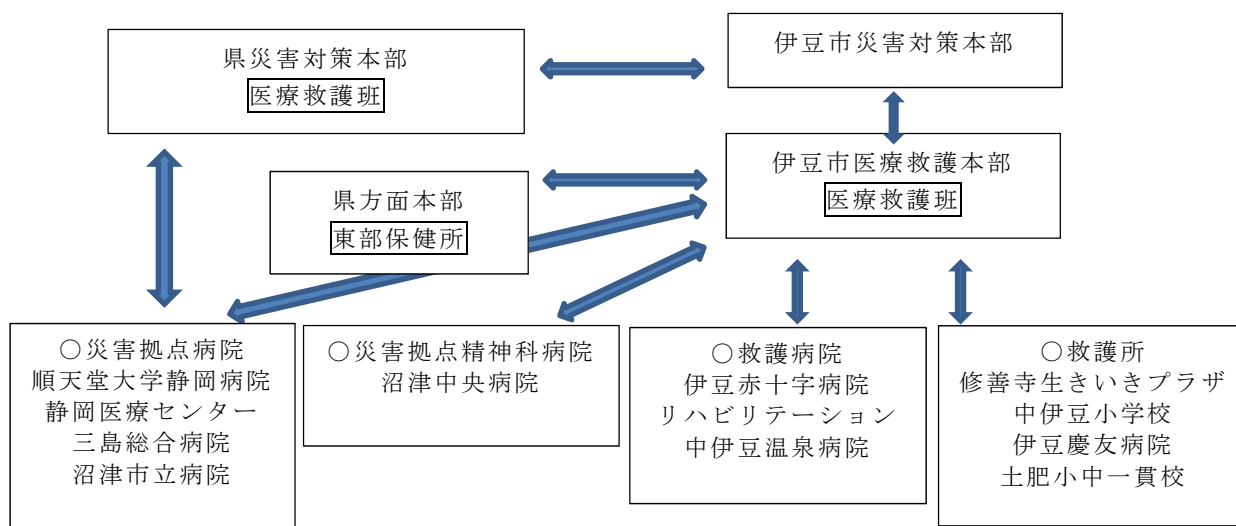 県災害対策本部
医療救護班
伊豆市災害対策本部
伊豆市医療救護本部
医療救護班
県方面本部
東部保健所
〇災害拠点病院
順天堂大学静岡病院
静岡医療センター
三島総合病院
沼津市立病院
〇災害拠点精神科病院
沼津中央病院
〇救護病院
伊豆赤十字病院
リハビリテーション
中伊豆温泉病院
〇救護所
修善寺生きいきプラザ
中伊豆小学校
伊豆慶友病院
土肥小中一貫校